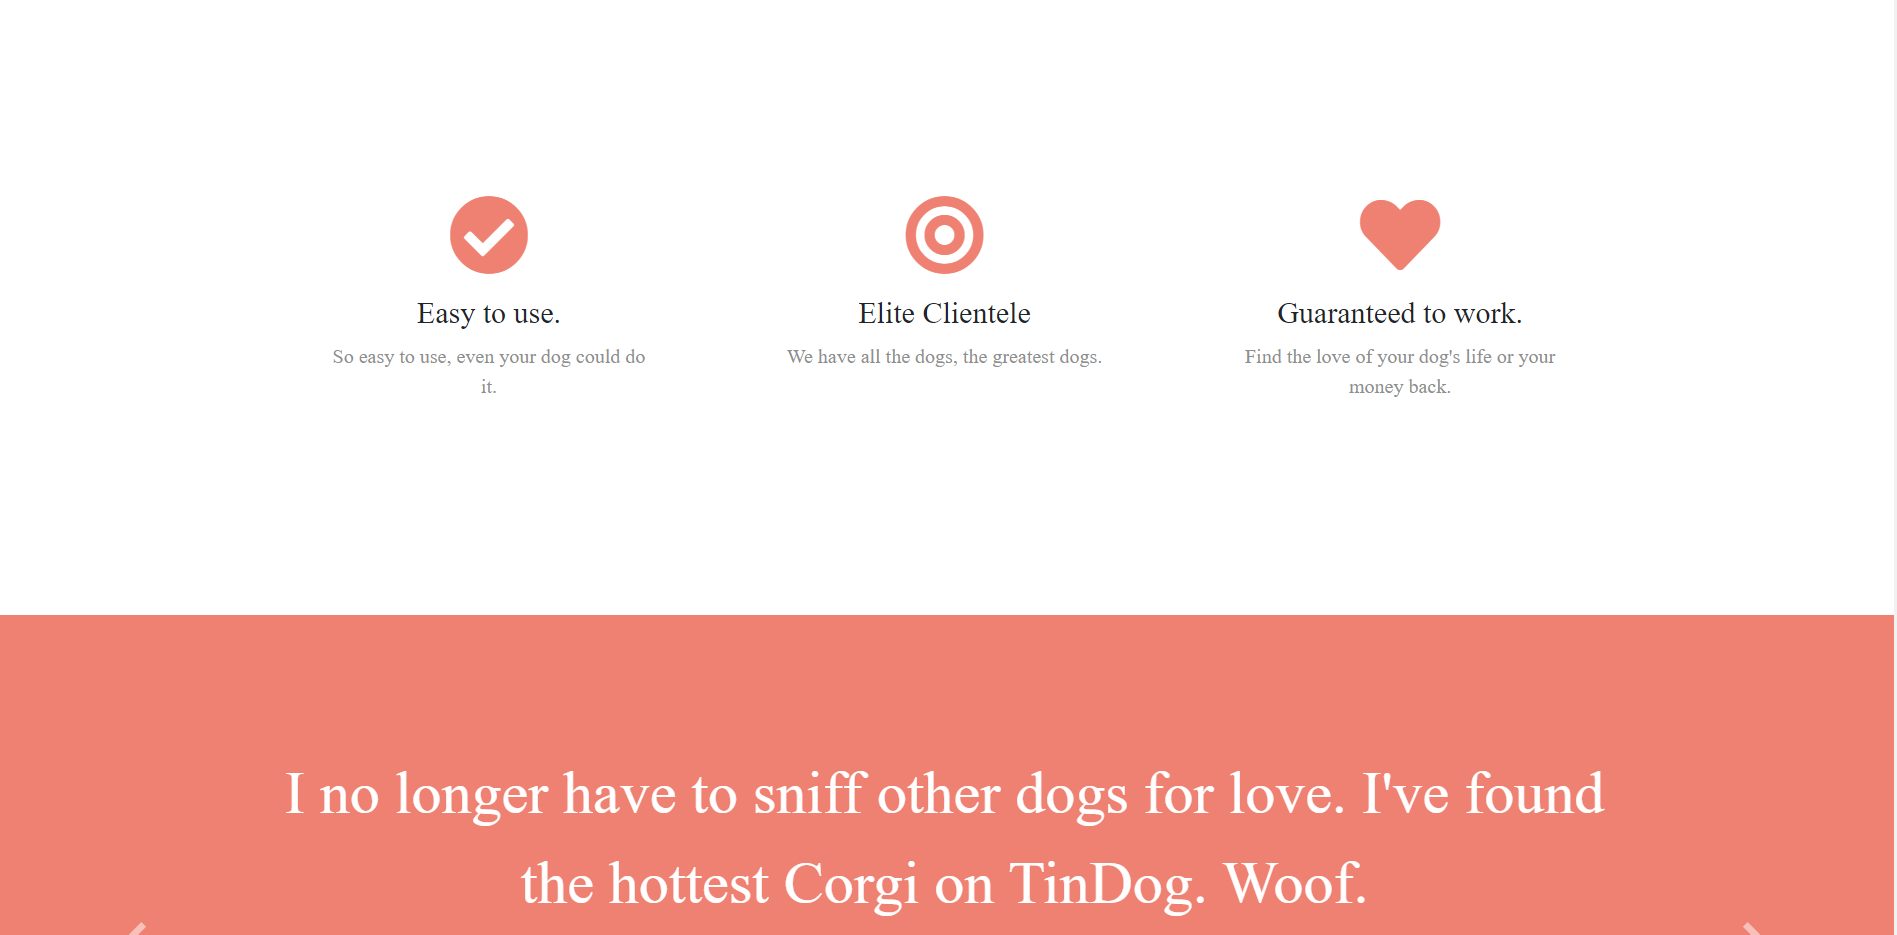 Easy to use.
So easy to use, even your dog could do
it.
Elite Clientele
We have all the dogs, the greatest dogs.
Guaranteed to work.
Find the love of your dog's life or your
money back.
I no longer have to sniff other dogs for love. I've found
the hottest Corgi on TinDog. Woof.